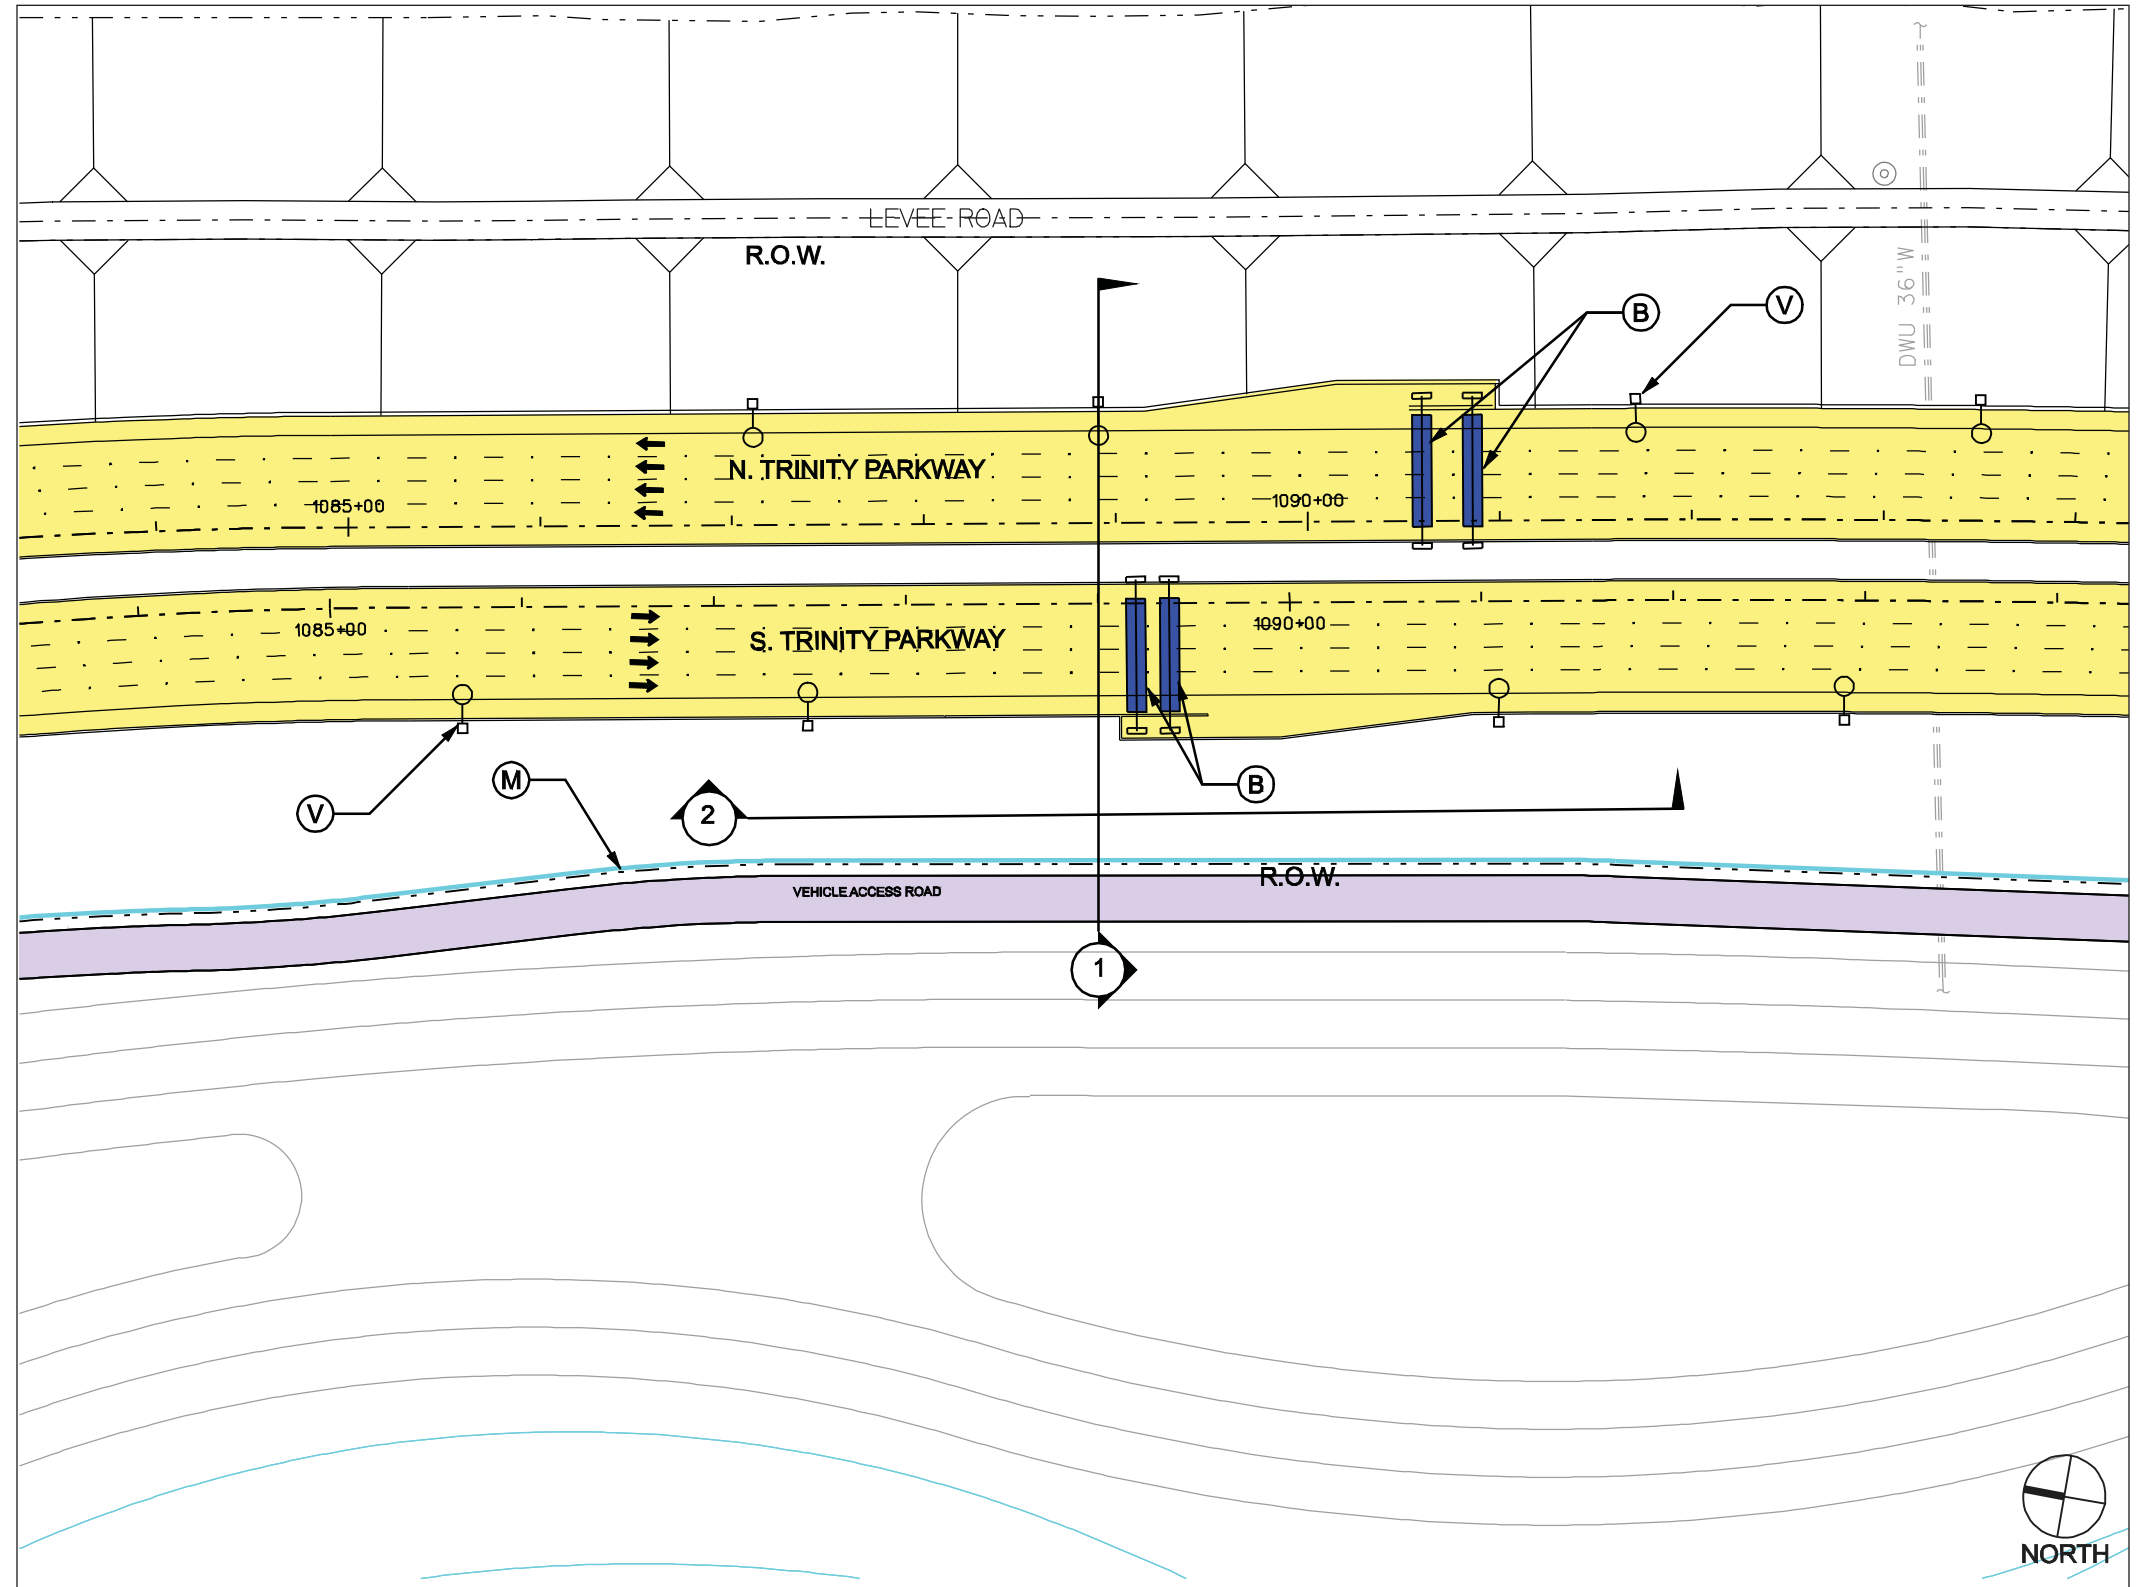 LEVEE ROAD
R.O.W.
DWU 36"W
B
V
N. TRINITY PARKWAY
1085+00
1090+00
1085+00
S. TRINITY PARKWAY
1090+00
M
V
2
B
VEHICLE ACCESS ROAD
R.O.W.
1
NORTH